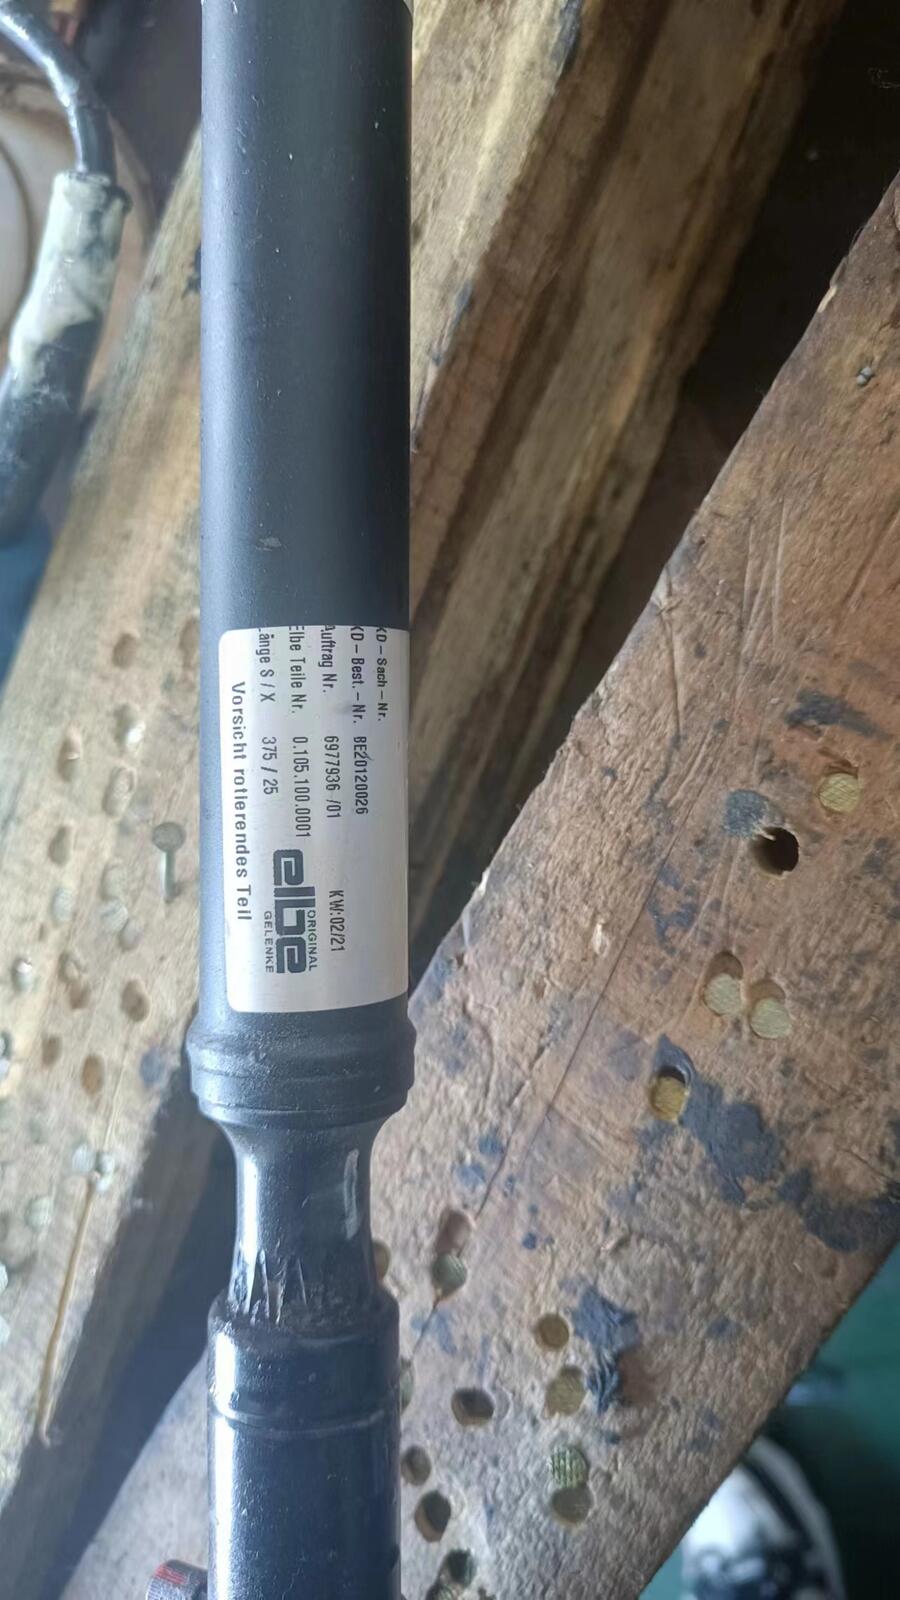 KD – Sach – Nr.
KD – Best. – Nr. BE20120026
Auftrag Nr. 6977936 /01 KW:02/21
Elbe Teile Nr. 0.105.100.0001
Länge S / X 375 / 25
elbe
ORIGINAL
GELENKE
Vorsicht rotierendes Teil